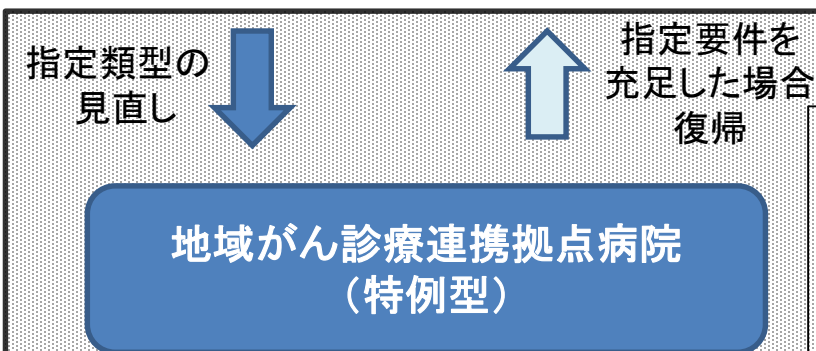 指定類型の
見直し
指定要件を
充足した場合
復帰
地域がん診療連携拠点病院
（特例型）